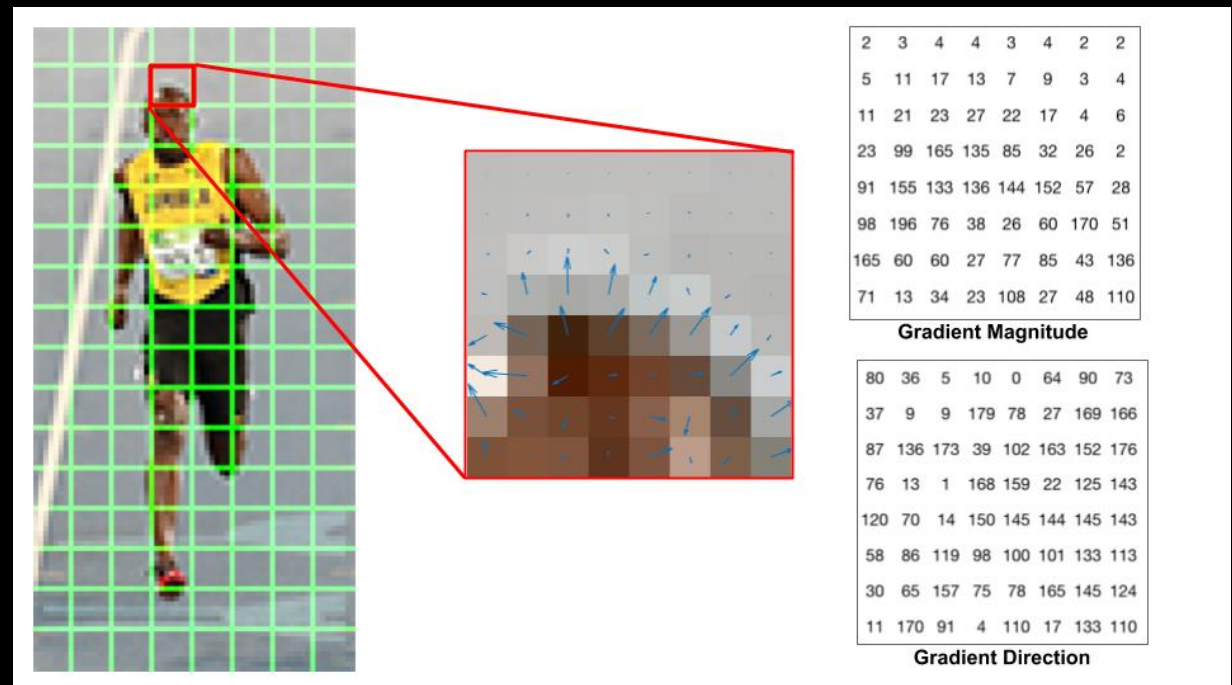 2 3 4 4 3 4 2 2
5 11 17 13 7 9 3 4
11 21 23 27 22 17 4 6
23 99 165 135 85 32 26 2
91 155 133 136 144 152 57 28
98 196 76 38 26 60 170 51
165 60 60 27 77 85 43 136
71 13 34 23 108 27 48 110
Gradient Magnitude
80 36 5 10 0 64 90 73
37 9 9 179 78 27 169 166
87 136 173 39 102 163 152 176
76 13 1 168 159 22 125 143
120 70 14 150 145 144 145 143
58 86 119 98 100 101 133 113
30 65 157 75 78 165 145 124
11 170 91 4 110 17 133 110
Gradient Direction